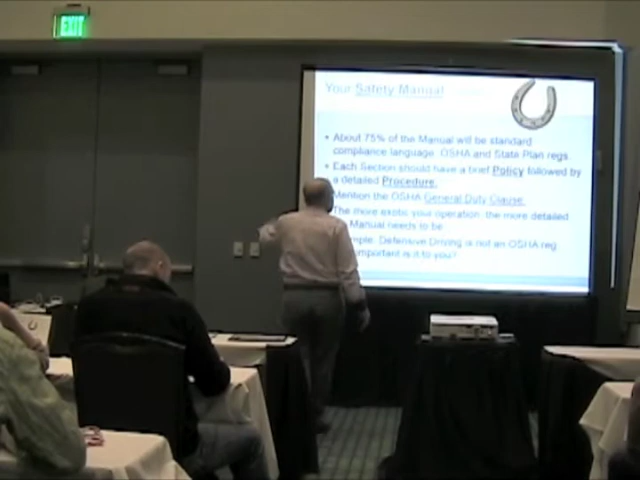 EXIT
Your Safety Manual
• About 75% of the Manual will be standard
compliance language. OSHA and State Plan regs.
• Each Section should have a brief Policy followed by
a detailed Procedure.
Mention the OSHA General Duty Clause.
The more exotic your operation the more detailed
Manual needs to be.
Defensive Driving is not an OSHA reg
important is it to you?